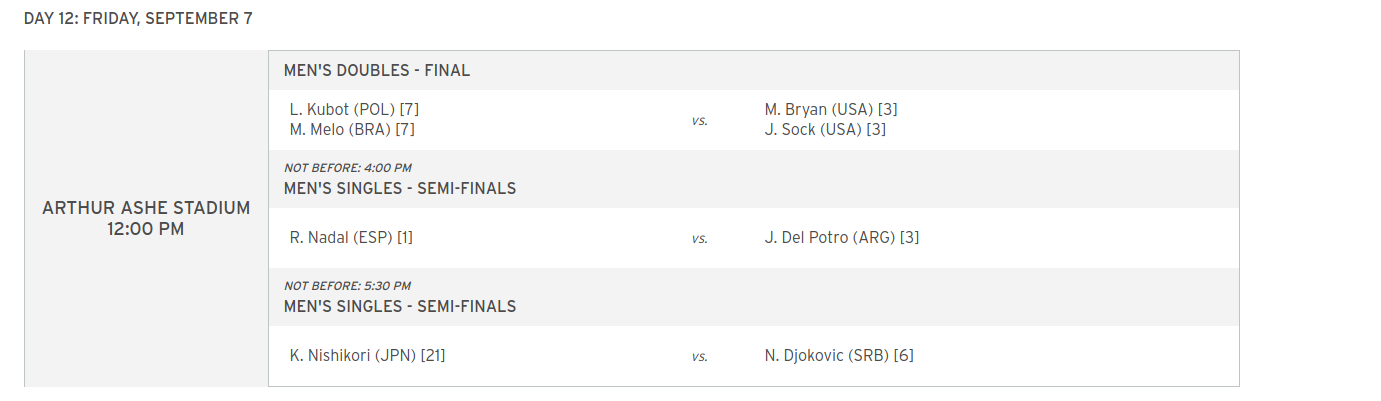 DAY 12: FRIDAY, SEPTEMBER 7
ARTHUR ASHE STADIUM
12:00 PM
MEN'S DOUBLES - FINAL
L. Kubot (POL) [7]
M. Melo (BRA) [7]
vs.
M. Bryan (USA) [3]
J. Sock (USA) [3]
NOT BEFORE: 4:00 PM
MEN'S SINGLES - SEMI-FINALS
R. Nadal (ESP) [1]
vs.
J. Del Potro (ARG) [3]
NOT BEFORE: 5:30 PM
MEN'S SINGLES - SEMI-FINALS
K. Nishikori (JPN) [21]
vs.
N. Djokovic (SRB) [6]